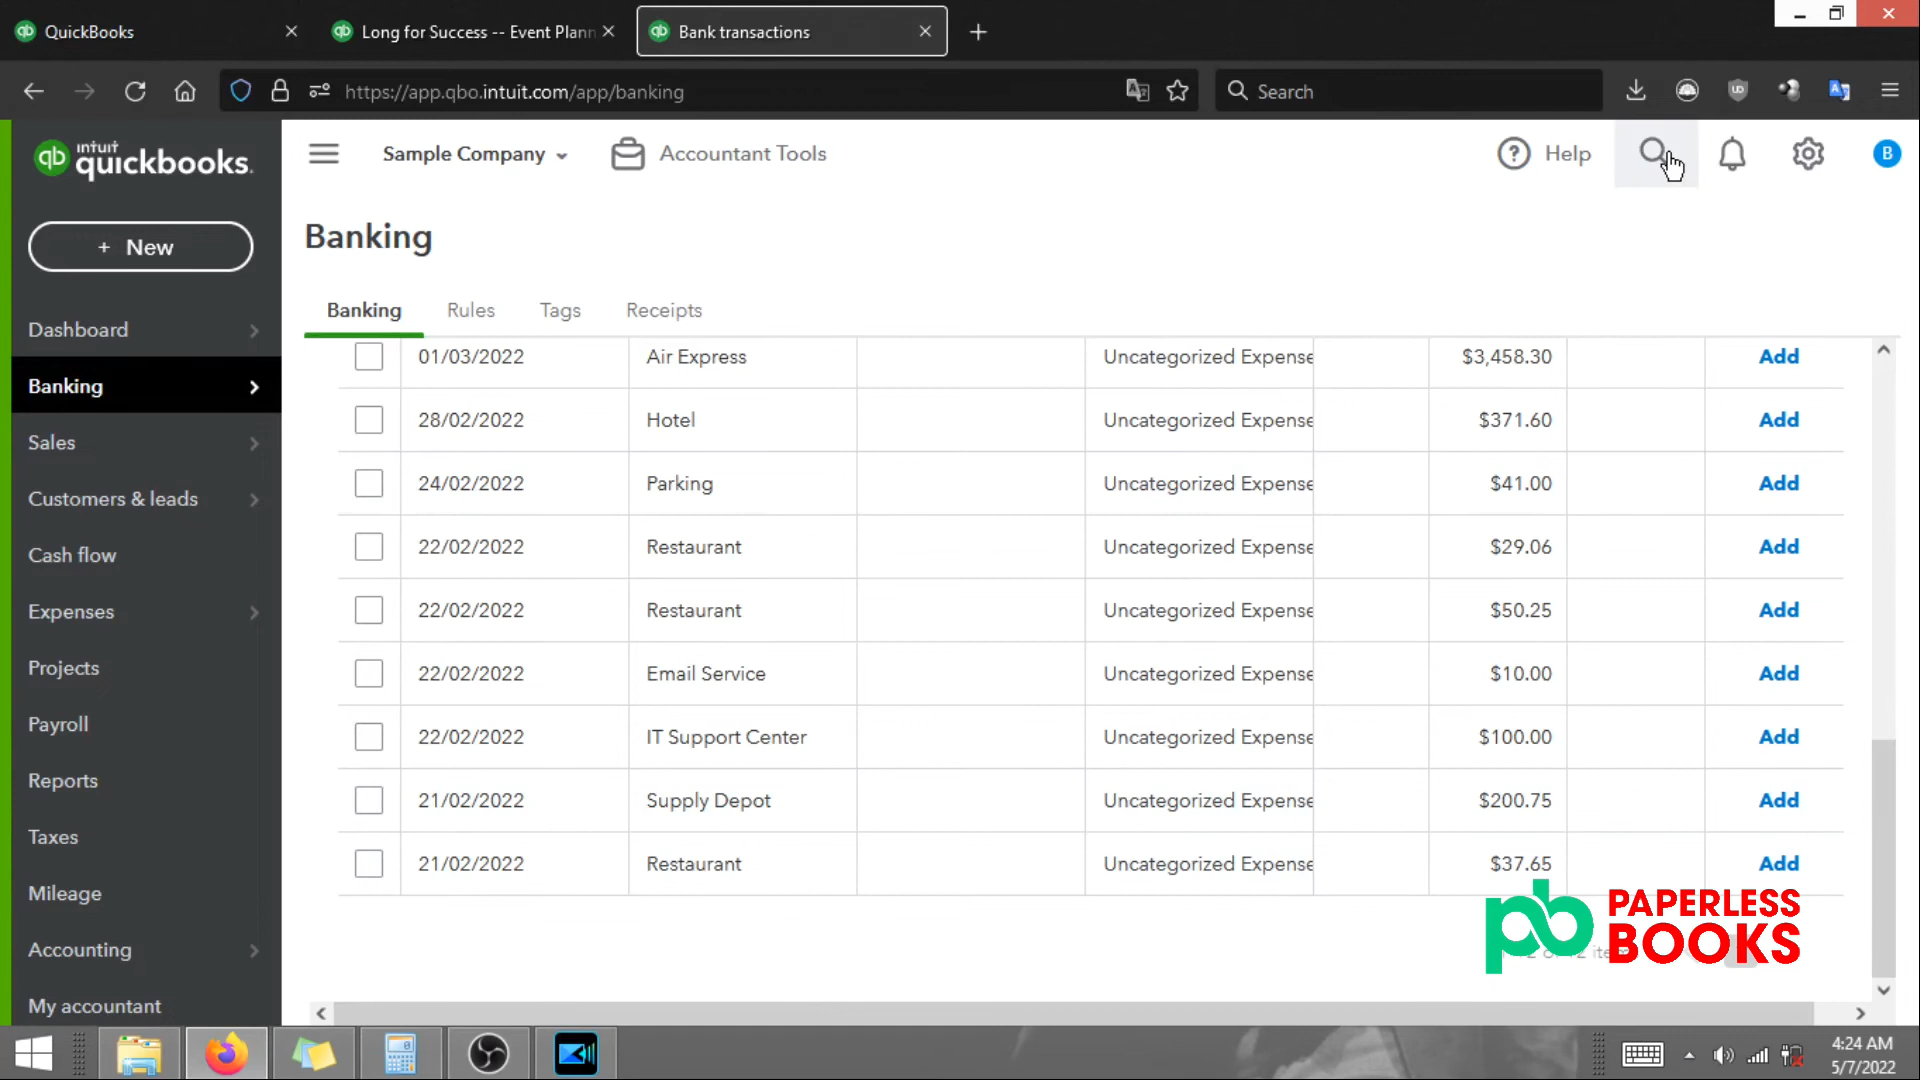 QuickBooks
Long for Success -- Event Plann
Bank transactions
https://app.qbo.intuit.com/app/banking
Search
intuit
quickbooks.
Sample Company
Accountant Tools
Help
B
+ New
Banking
Banking
Rules
Tags
Receipts
Dashboard
Banking
Sales
Customers & leads
Cash flow
Expenses
Projects
Payroll
Reports
Taxes
Mileage
Accounting
My accountant
01/03/2022 Air Express Uncategorized Expense $3,458.30 Add
28/02/2022 Hotel Uncategorized Expense $371.60 Add
24/02/2022 Parking Uncategorized Expense $41.00 Add
22/02/2022 Restaurant Uncategorized Expense $29.06 Add
22/02/2022 Restaurant Uncategorized Expense $50.25 Add
22/02/2022 Email Service Uncategorized Expense $10.00 Add
22/02/2022 IT Support Center Uncategorized Expense $100.00 Add
21/02/2022 Supply Depot Uncategorized Expense $200.75 Add
21/02/2022 Restaurant Uncategorized Expense $37.65 Add
pb
PAPERLESS
BOOKS
4:24 AM
5/7/2022